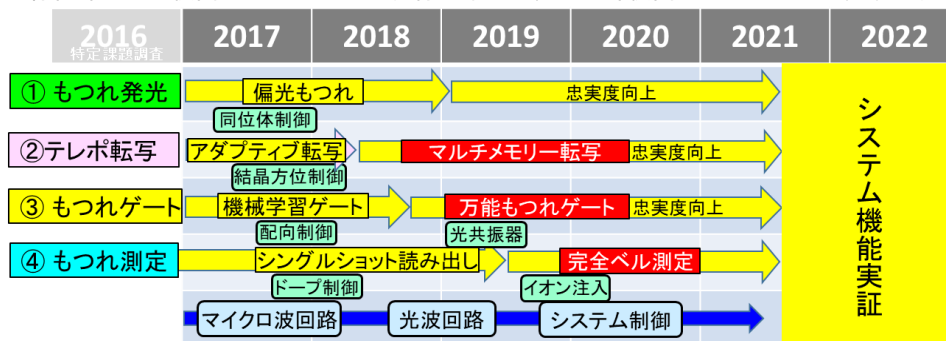 2016 2017 2018 2019 2020 2021 2022
特定課題調査
① もつれ発光
偏光もつれ
忠実度向上
同位体制御
②テレポ転写
アダプティブ転写
マルチメモリー転写
忠実度向上
結晶方位制御
③ もつれゲート
機械学習ゲート
万能もつれゲート
忠実度向上
配向制御
光共振器
④ もつれ測定
シングルショット読み出し
完全ベル測定
ドープ制御
イオン注入
マイクロ波回路
光波回路
システム制御
システム機能実証